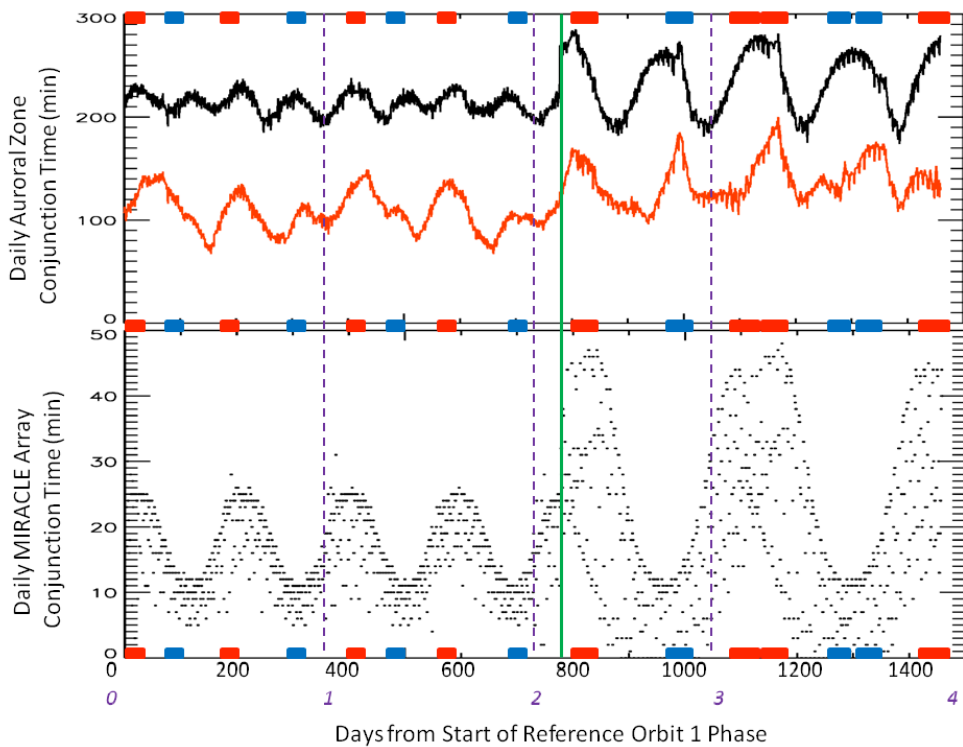 300
200
100
0
Daily Auroral Zone
Conjunction Time (min)
50
40
30
20
10
0
Daily MIRACLE Array
Conjunction Time (min)
0 200 400 600 800 1000 1200 1400
0 1 2 3 4
Days from Start of Reference Orbit 1 Phase